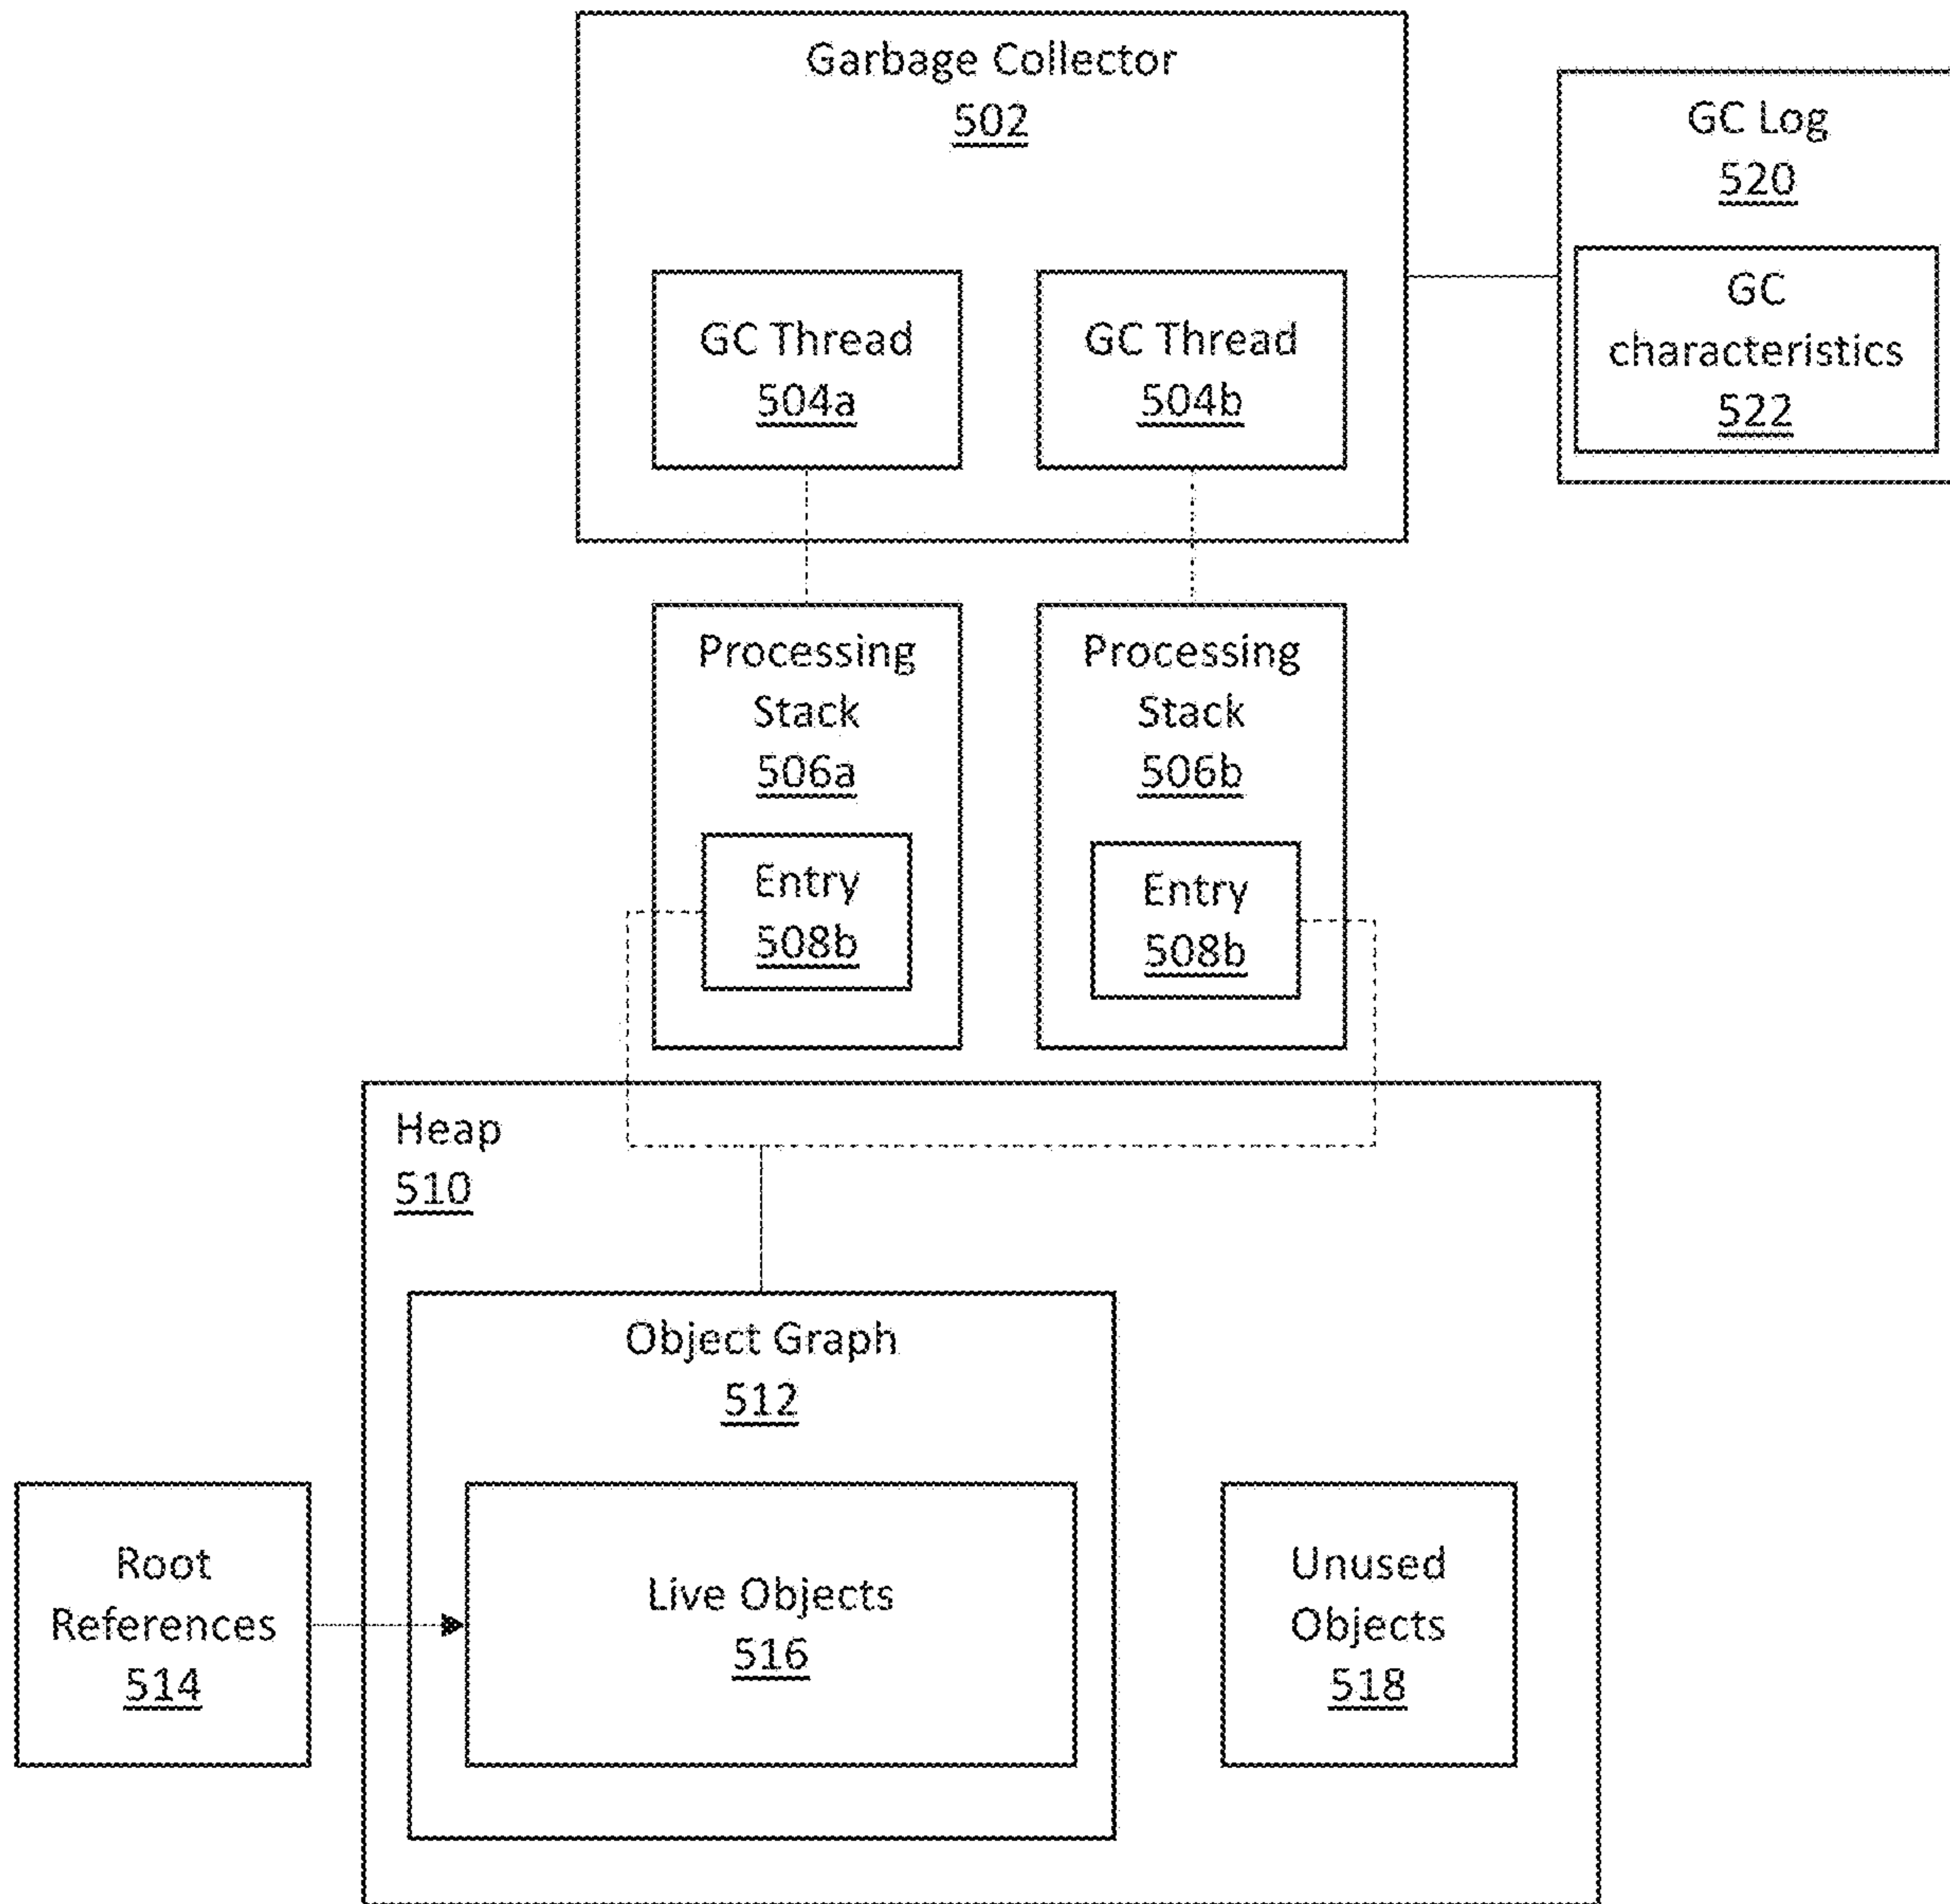 Garbage Collector
502
GC Log
520
GC
characteristics
522
GC Thread
504a
GC Thread
504b
Processing
Stack
506a
Entry
508b
Processing
Stack
506b
Entry
508b
Heap
510
Object Graph
512
Root
References
514
Live Objects
516
Unused
Objects
518